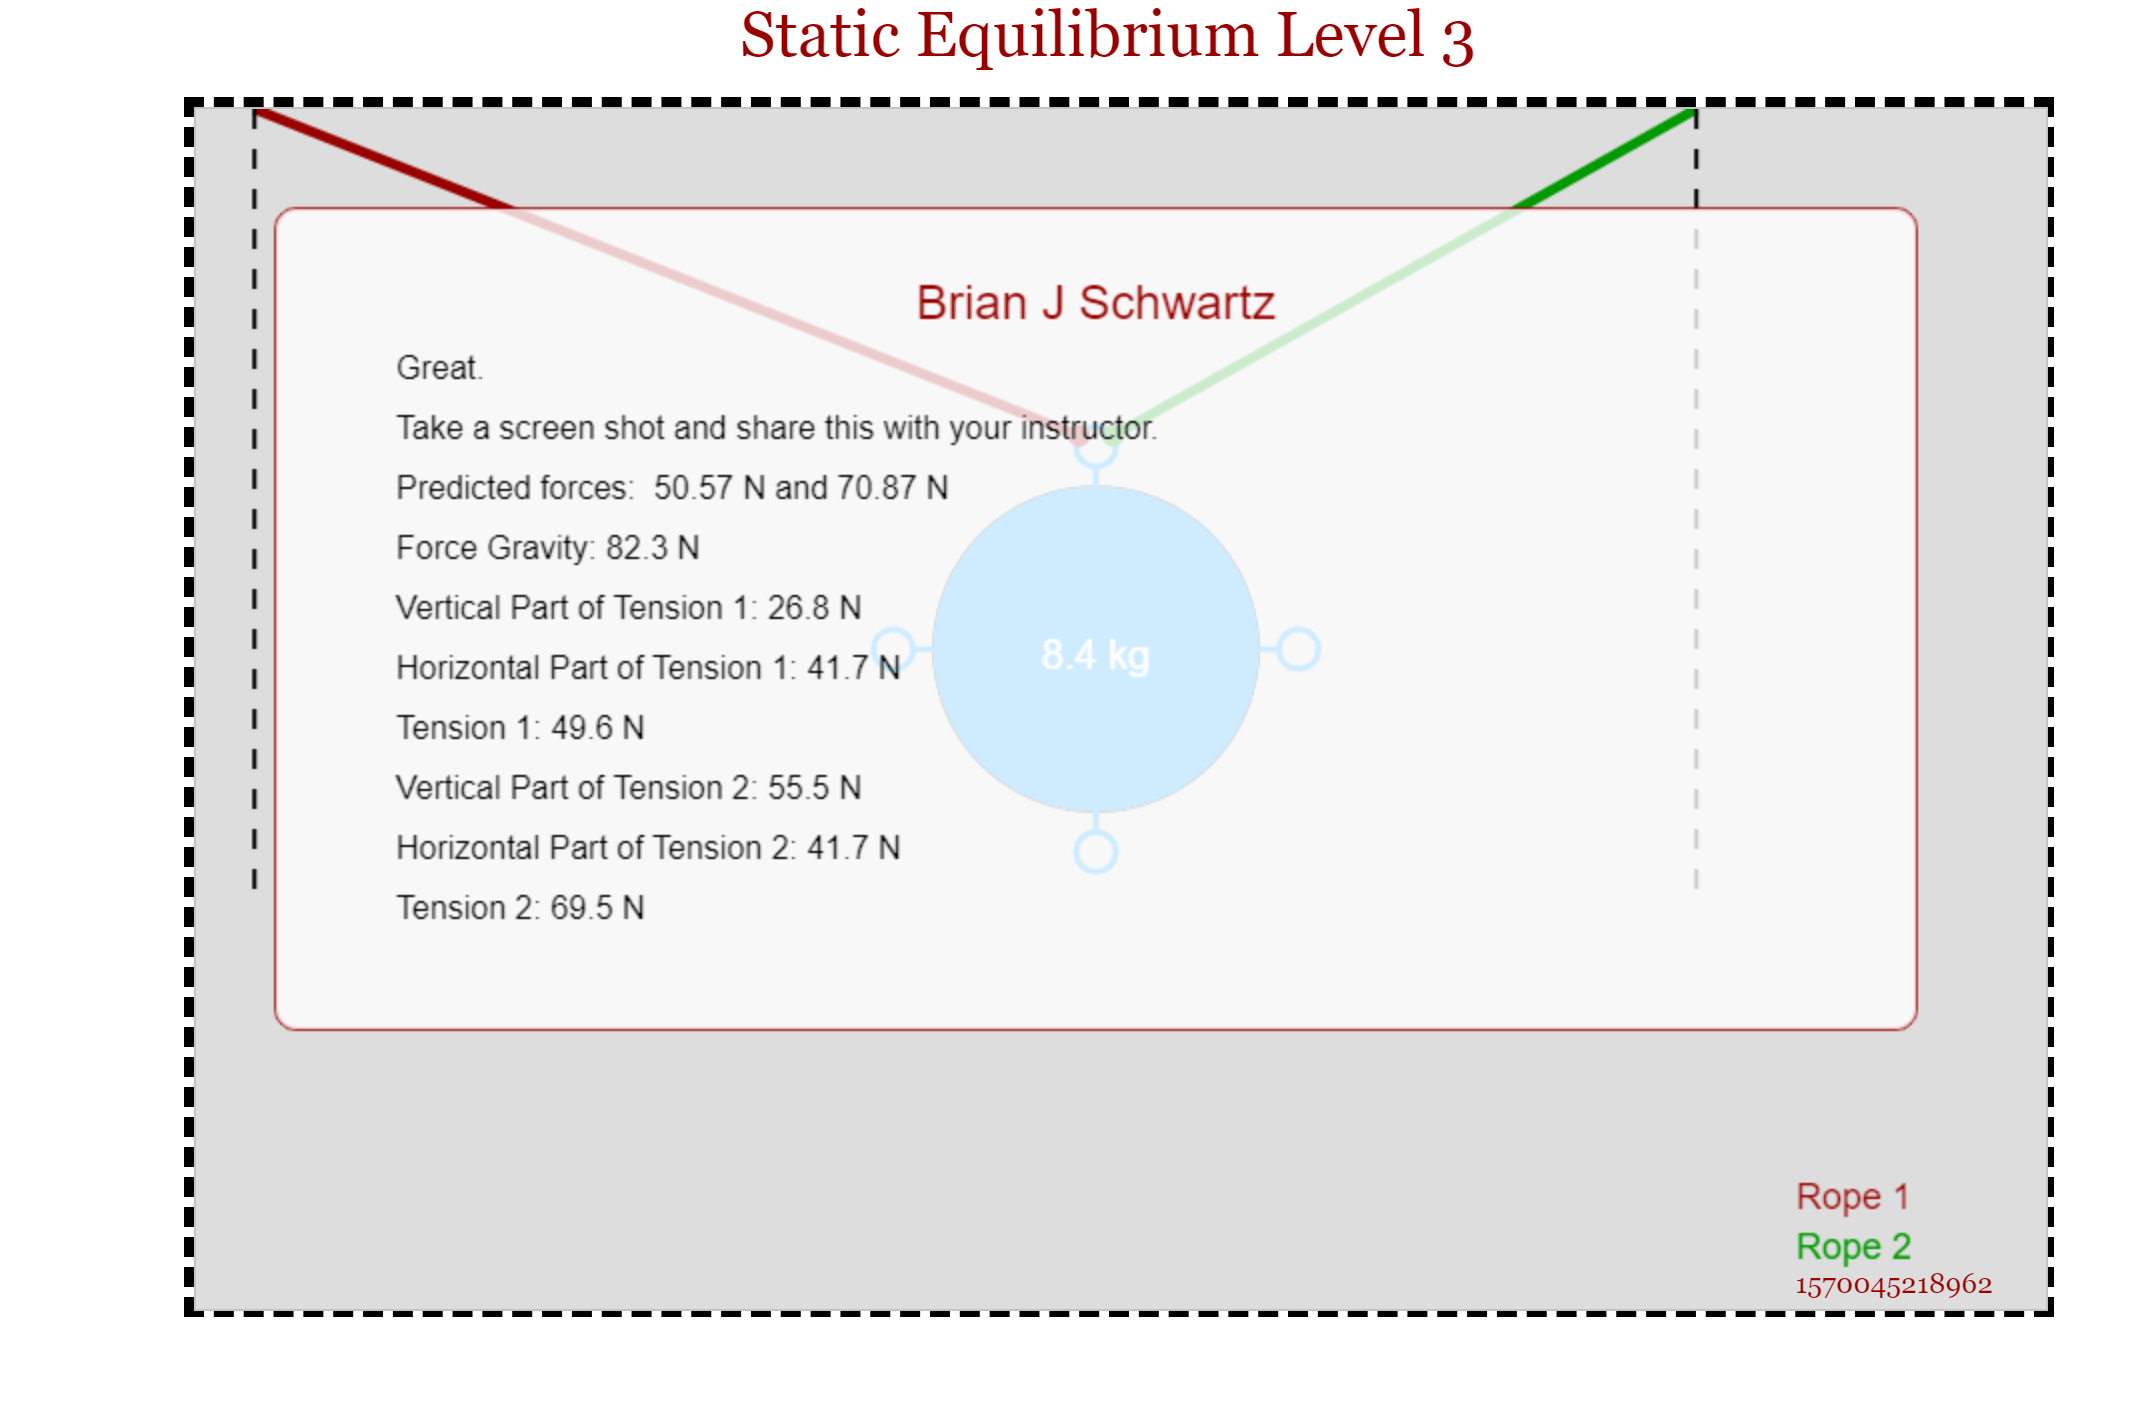 Static Equilibrium Level 3
Brian J Schwartz
Great.
Take a screen shot and share this with your instructor.
Predicted forces:  50.57 N and 70.87 N
Force Gravity: 82.3 N
Vertical Part of Tension 1: 26.8 N
Horizontal Part of Tension 1: 41.7 N
8.4 kg
Tension 1: 49.6 N
Vertical Part of Tension 2: 55.5 N
Horizontal Part of Tension 2: 41.7 N
Tension 2: 69.5 N
Rope 1
Rope 2
1570045218962